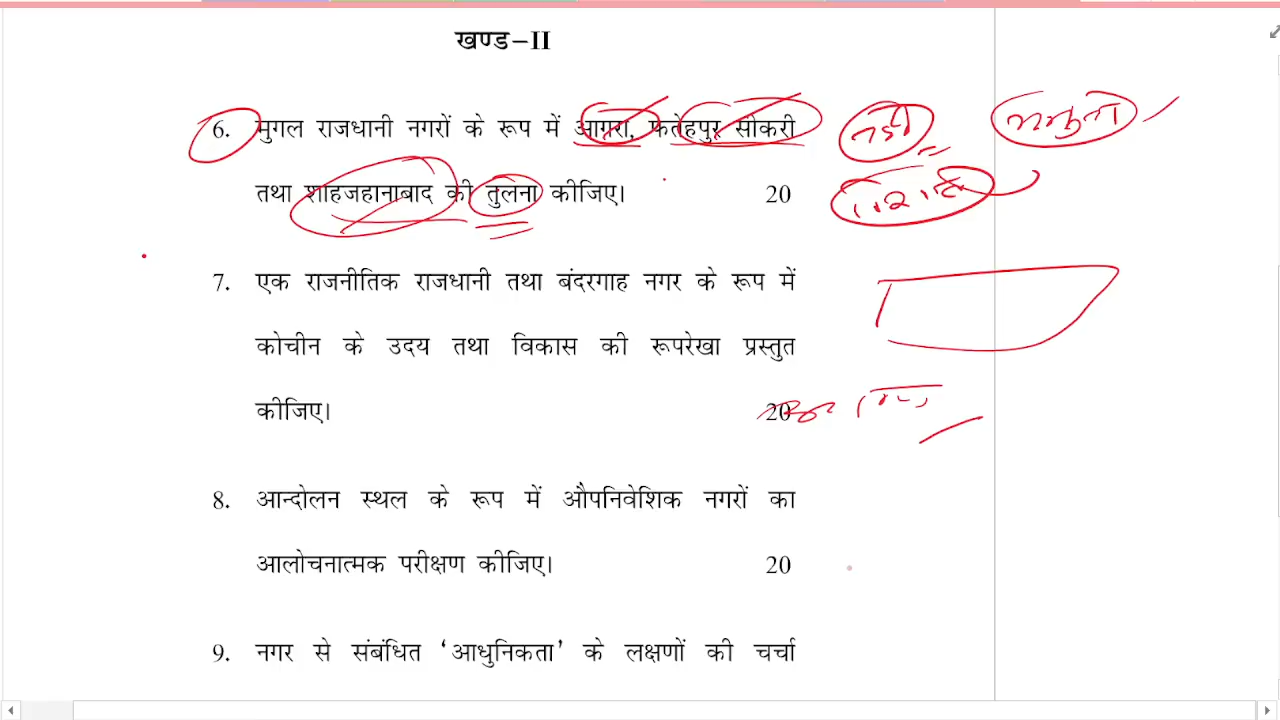 खण्ड–II
6. मुगल राजधानी नगरों के रूप में आगरा, फतेहपुर सीकरी
तथा शाहजहानाबाद की तुलना कीजिए। 20
7. एक राजनीतिक राजधानी तथा बंदरगाह नगर के रूप में
कोचीन के उदय तथा विकास की रूपरेखा प्रस्तुत
कीजिए। 20
8. आन्दोलन स्थल के रूप में औपनिवेशिक नगरों का
आलोचनात्मक परीक्षण कीजिए। 20
9. नगर से संबंधित ‘आधुनिकता’ के लक्षणों की चर्चा